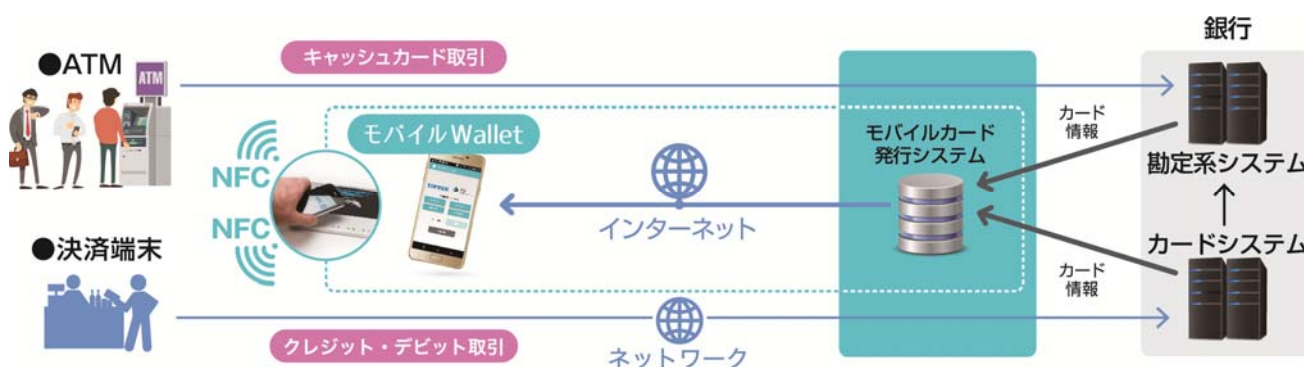 銀行
●ATM
ATM
キャッシュカード取引
モバイルWallet
NFC
NFC
●決済端末
クレジット・デビット取引
インターネット
ネットワーク
モバイルカード
発行システム
カード
情報
勘定系システム
カードシステム
カード
情報